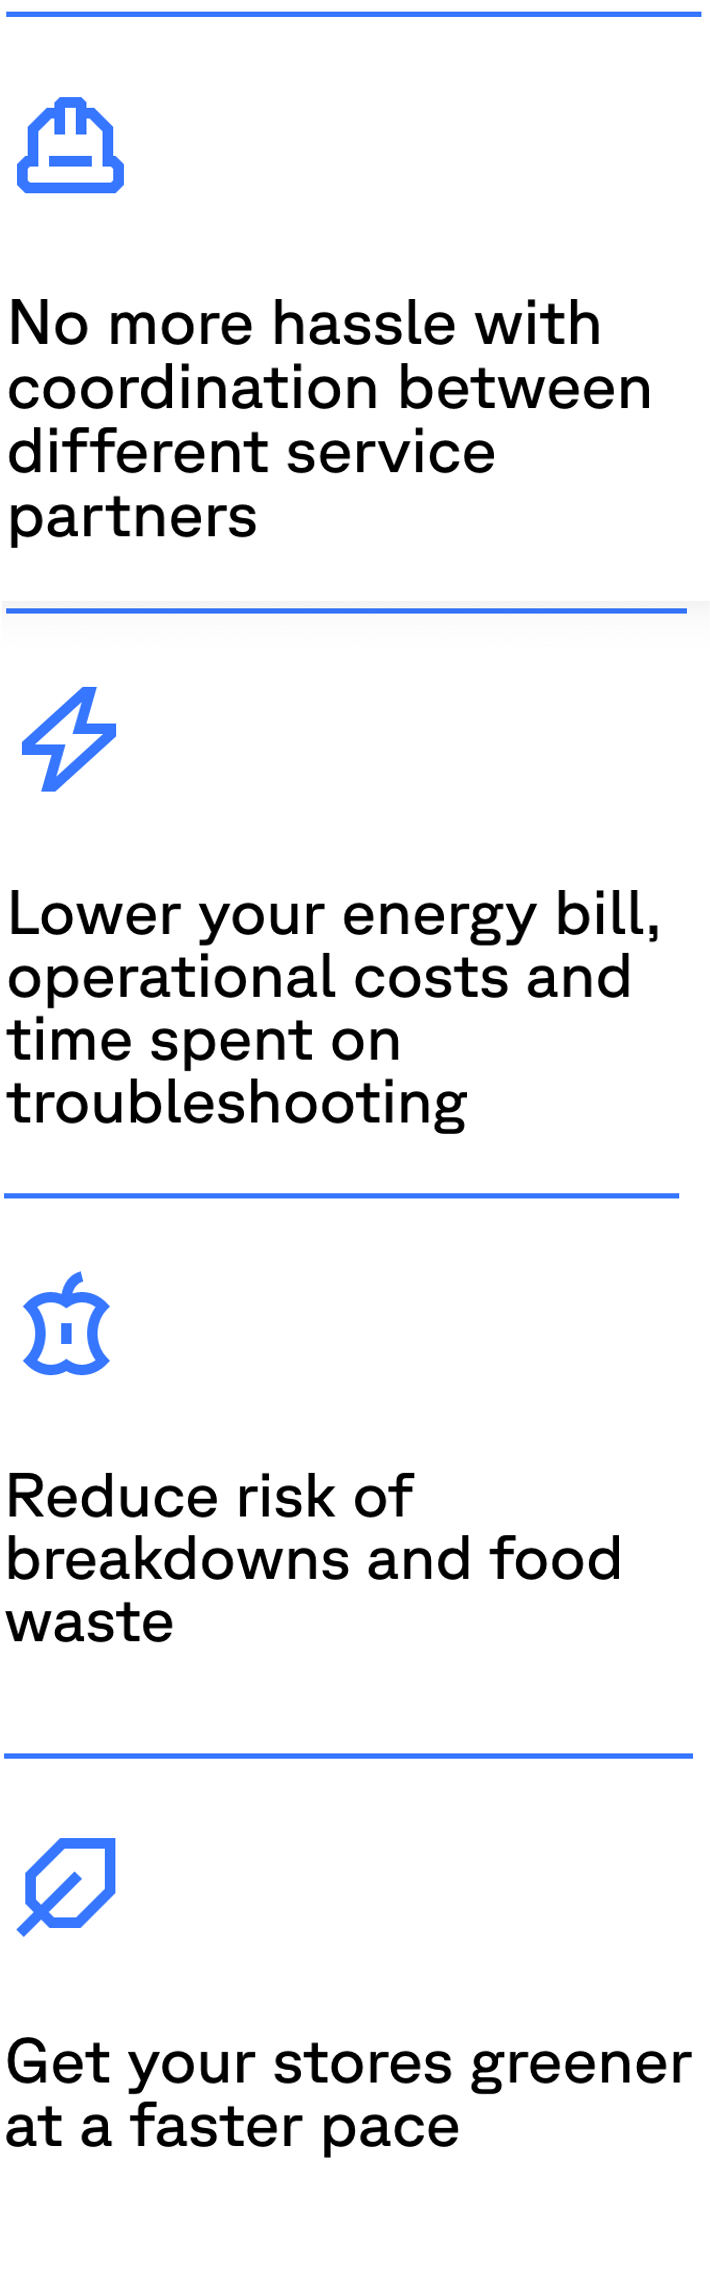 No more hassle with
coordination between
different service
partners
Lower your energy bill,
operational costs and
time spent on
troubleshooting
Reduce risk of
breakdowns and food
waste
Get your stores greener
at a faster pace